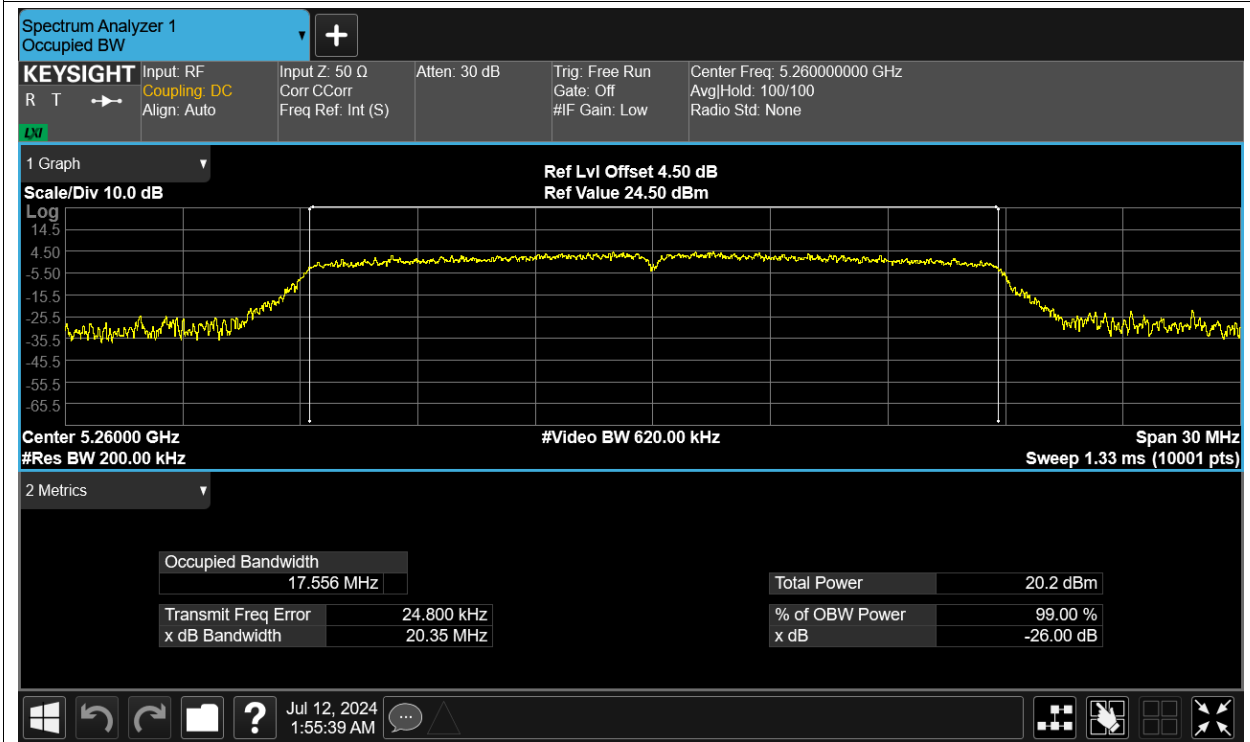 Spectrum Analyzer 1
Occupied BW
KEYSIGHT
R T
LXI
Input: RF
Coupling: DC
Align: Auto
Input Z: 50 Ω
Corr CCorr
Freq Ref: Int (S)
Atten: 30 dB
Trig: Free Run
Gate: Off
#IF Gain: Low
Center Freq: 5.260000000 GHz
Avg|Hold: 100/100
Radio Std: None
1 Graph
Scale/Div 10.0 dB
Ref Lvl Offset 4.50 dB
Ref Value 24.50 dBm
Log
14.5
4.50
-5.50
-15.5
-25.5
-35.5
-45.5
-55.5
-65.5
Center 5.26000 GHz
#Res BW 200.00 kHz
#Video BW 620.00 kHz
Span 30 MHz
Sweep 1.33 ms (10001 pts)
2 Metrics
Occupied Bandwidth
17.556 MHz
Transmit Freq Error 24.800 kHz
x dB Bandwidth 20.35 MHz
Total Power 20.2 dBm
% of OBW Power 99.00 %
x dB -26.00 dB
?
Jul 12, 2024
1:55:39 AM